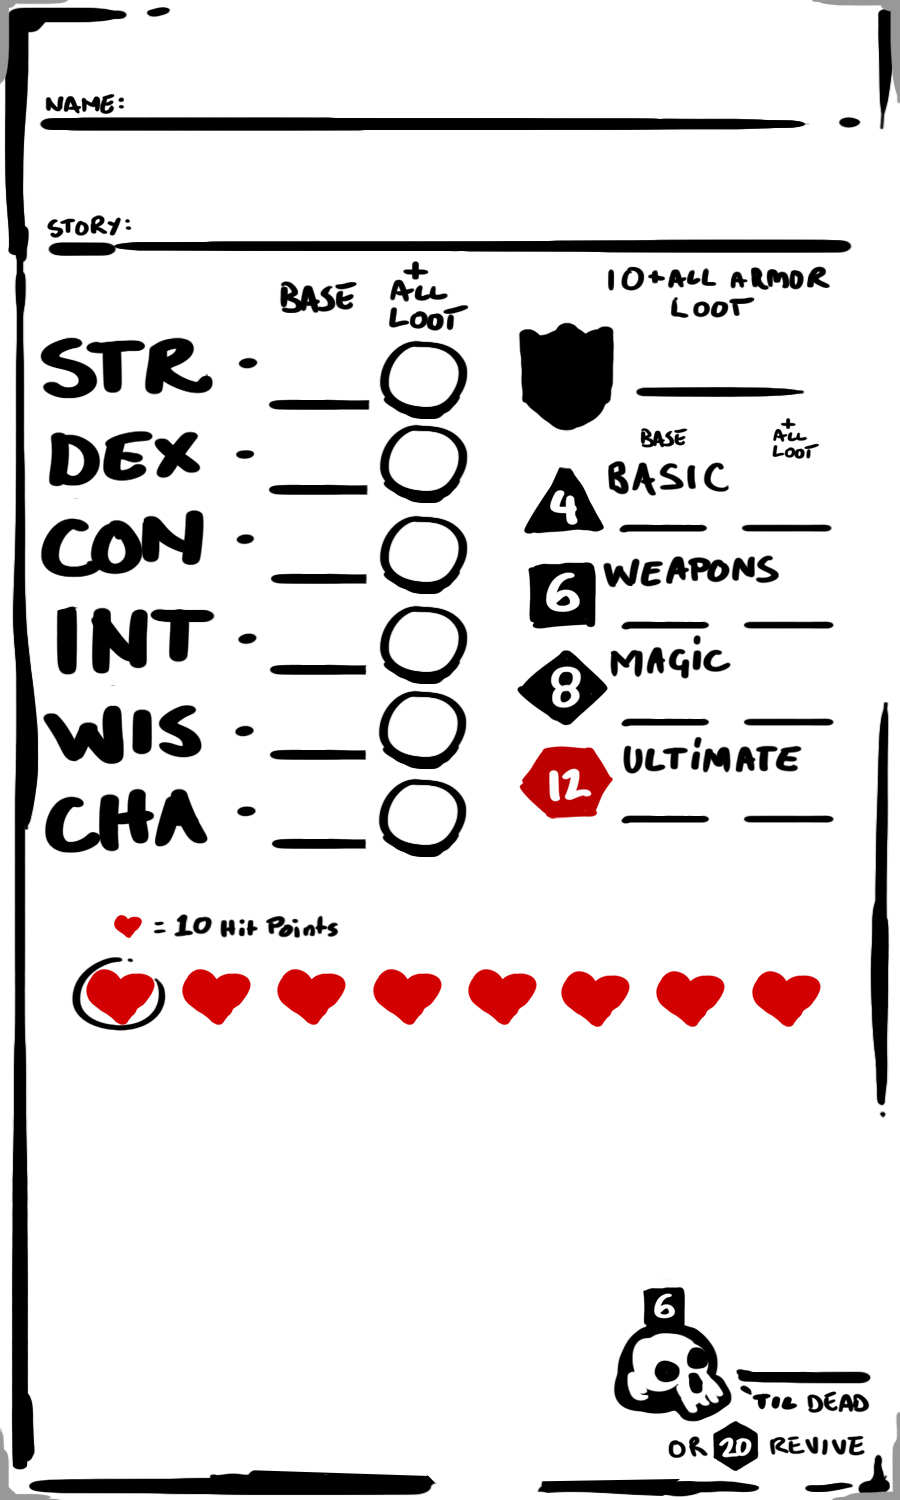 NAME:
STORY:
BASE
+
ALL
LOOT
10+ALL ARMOR
LOOT
STR -
DEX -
CON -
INT -
WIS -
CHA -
BASE
+
ALL
LOOT
4 BASIC
6 WEAPONS
8 MAGiC
12 ULTiMATE
= 10 Hit Points
6
'TIL DEAD
OR 20 REVIVE